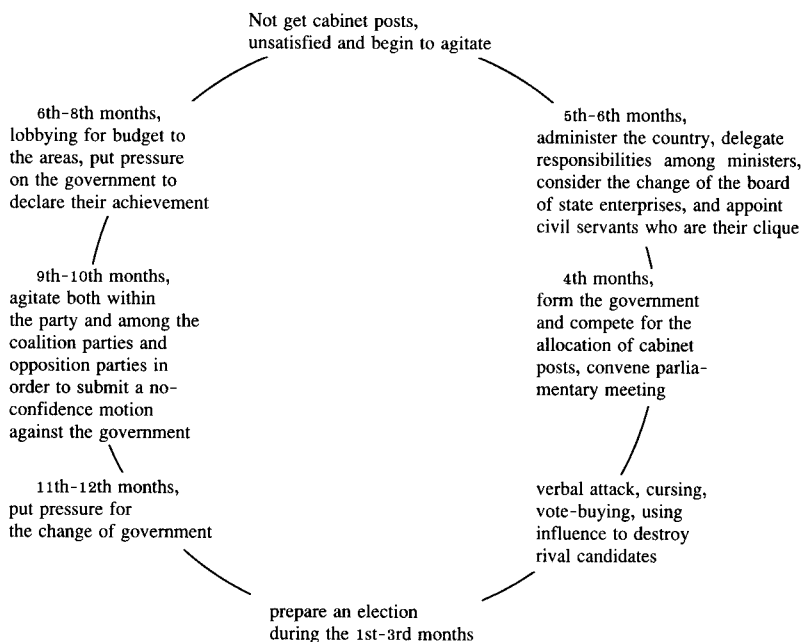 Not get cabinet posts,
unsatisfied and begin to agitate
6th-8th months,
lobbying for budget to
the areas, put pressure
on the government to
declare their achievement
5th-6th months,
administer the country, delegate
responsibilities among ministers,
consider the change of the board
of state enterprises, and appoint
civil servants who are their clique
9th-10th months,
agitate both within
the party and among the
coalition parties and
opposition parties in
order to submit a no-
confidence motion
against the government
4th months,
form the government
and compete for the
allocation of cabinet
posts, convene parlia-
mentary meeting
11th-12th months,
put pressure for
the change of government
verbal attack, cursing,
vote-buying, using
influence to destroy
rival candidates
prepare an election
during the 1st-3rd months